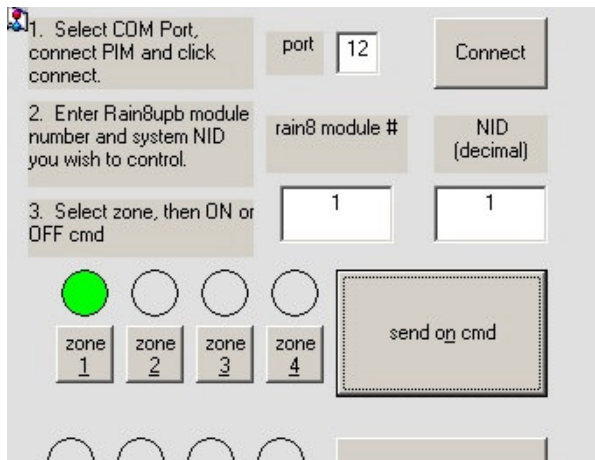 1. Select COM Port,
connect PIM and click
connect.
port
12
Connect
2. Enter Rain8upb module
number and system NID
you wish to control.
rain8 module #
NID
(decimal)
1
1
3. Select zone, then ON or
OFF cmd
zone
1
zone
2
zone
3
zone
4
send on cmd